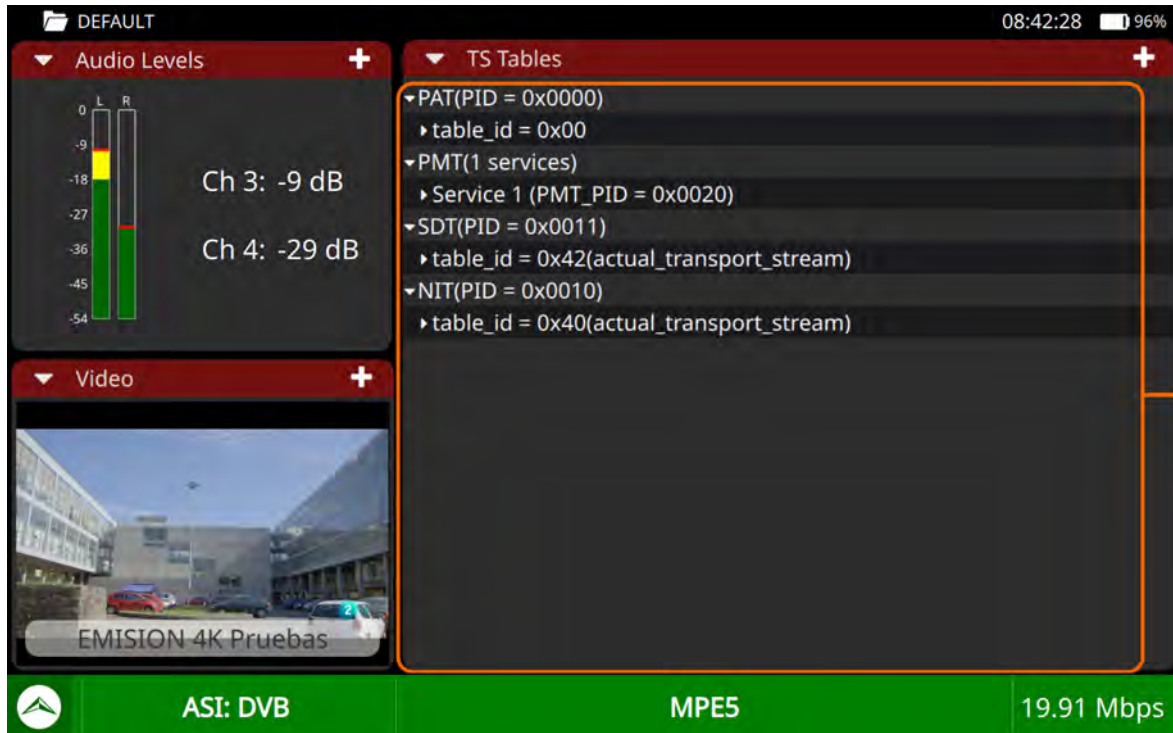 DEFAULT
08:42:28
96%
Audio Levels
L R
0
-9
-18
-27
-36
-45
-54
Ch 3: -9 dB
Ch 4: -29 dB
TS Tables
PAT(PID = 0x0000)
table_id = 0x00
PMT(1 services)
Service 1 (PMT_PID = 0x0020)
SDT(PID = 0x0011)
table_id = 0x42(actual_transport_stream)
NIT(PID = 0x0010)
table_id = 0x40(actual_transport_stream)
Video
2
EMISION 4K Pruebas
ASI: DVB
MPE5
19.91 Mbps